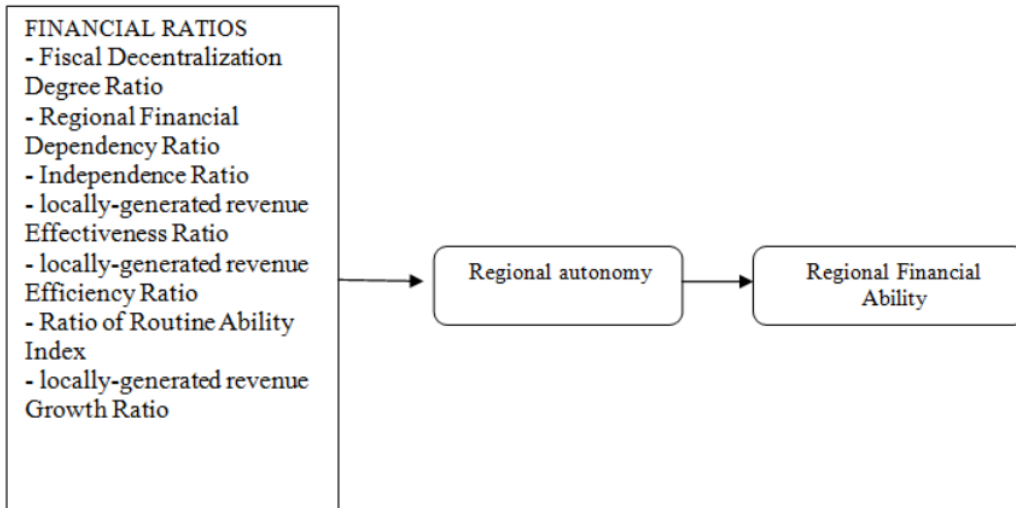 FINANCIAL RATIOS
- Fiscal Decentralization
Degree Ratio
- Regional Financial
Dependency Ratio
- Independence Ratio
- locally-generated revenue
Effectiveness Ratio
- locally-generated revenue
Efficiency Ratio
- Ratio of Routine Ability
Index
- locally-generated revenue
Growth Ratio
Regional autonomy
Regional Financial
Ability